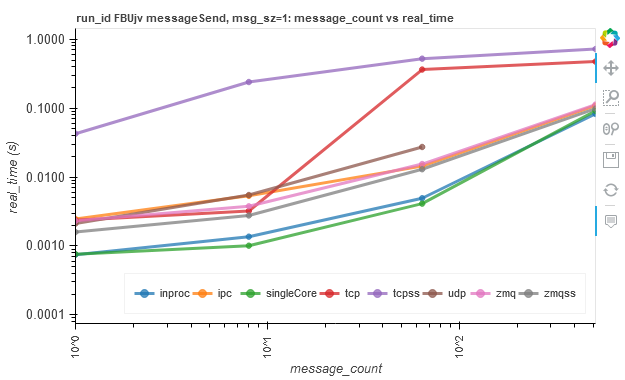 run_id FBUjv messageSend, msg_sz=1: message_count vs real_time
1.0000
0.1000
0.0100
0.0010
0.0001
real_time (s)
inproc ipc singleCore tcp tcpss udp zmq zmqss
10^0 10^1 10^2
message_count